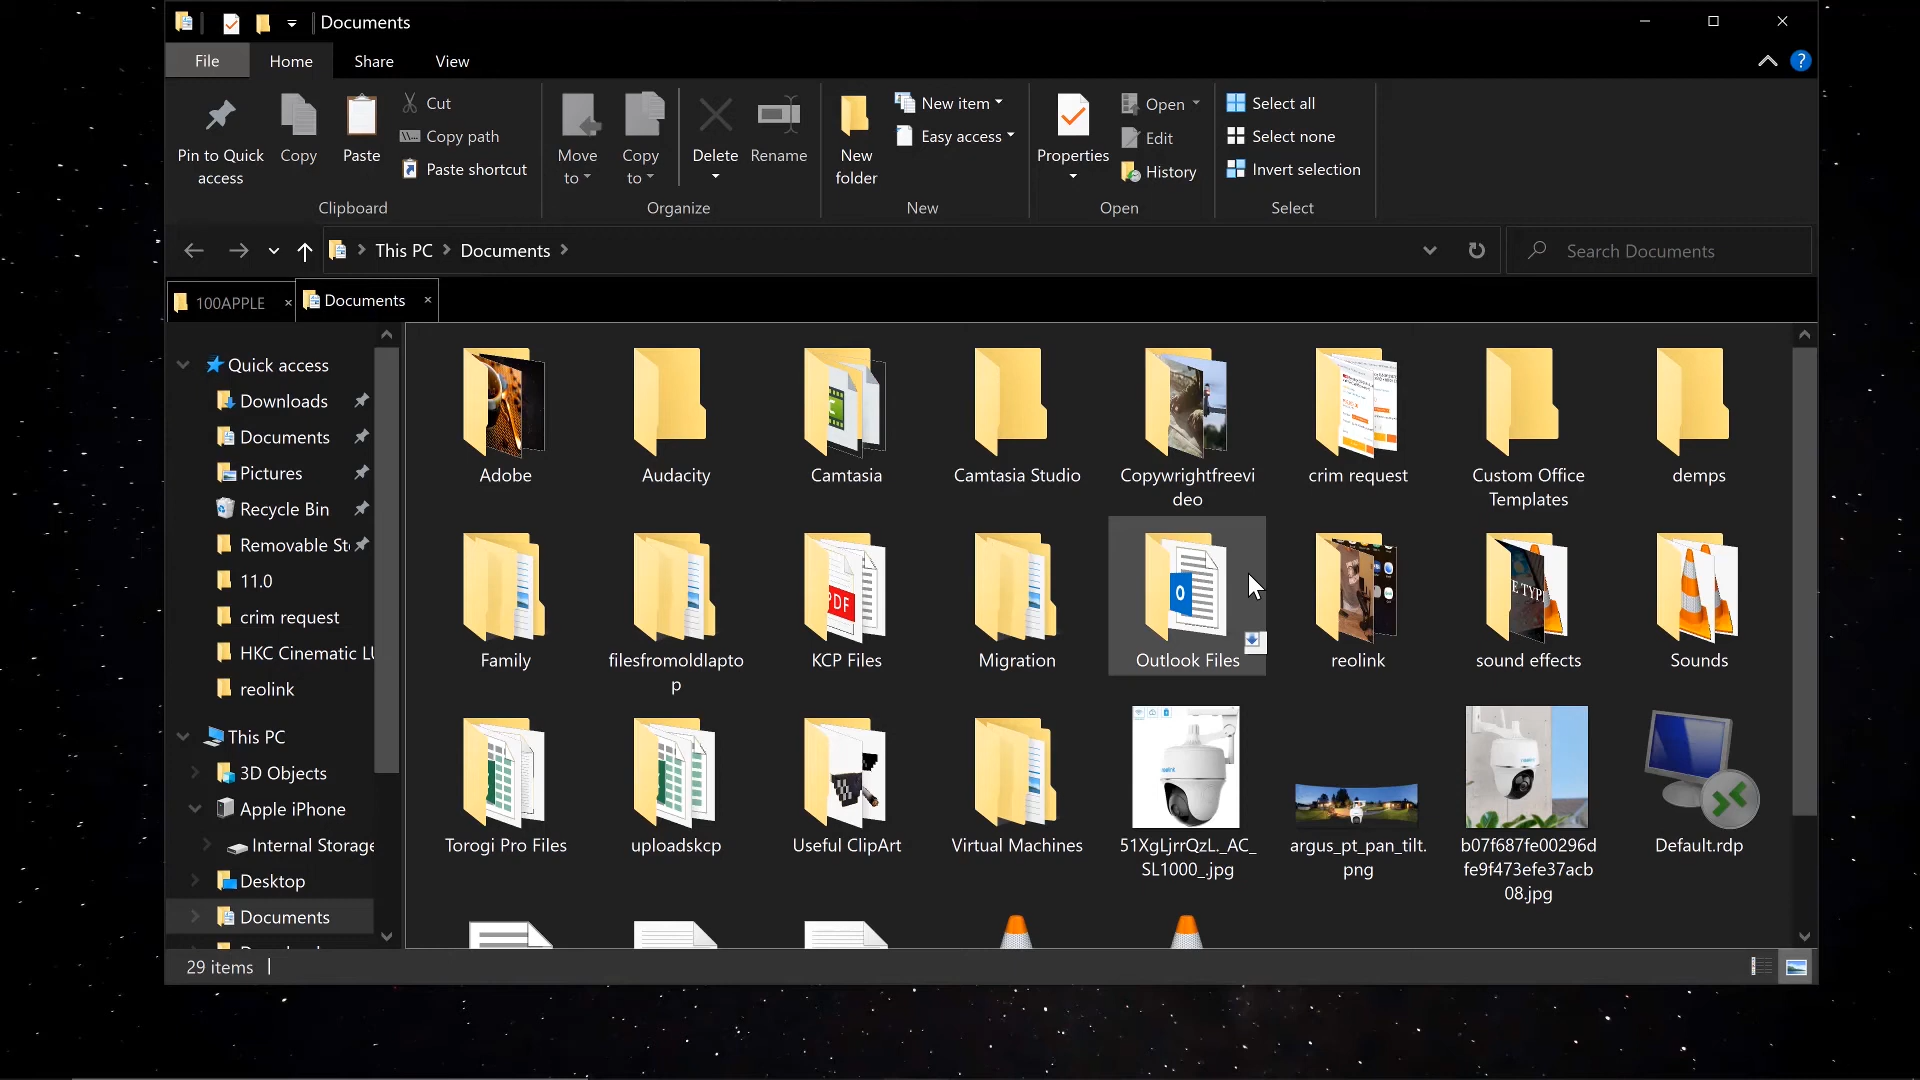 Documents
File
Home
Share
View
Pin to Quick
access
Copy
Paste
Cut
Copy path
Paste shortcut
Clipboard
Move
to
Copy
to
Delete
Rename
Organize
New
folder
New item
Easy access
New
Properties
Open
Edit
History
Open
Select all
Select none
Invert selection
Select
This PC
Documents
Search Documents
100APPLE
Documents
Quick access
Downloads
Documents
Pictures
Recycle Bin
Removable St
11.0
crim request
HKC Cinematic L
reolink
This PC
3D Objects
Apple iPhone
Internal Storage
Desktop
Documents
Adobe
Audacity
Camtasia
Camtasia Studio
Copywrightfreevi
deo
crim request
Custom Office
Templates
demps
Family
filesfromoldlapto
p
KCP Files
Migration
Outlook Files
reolink
sound effects
Sounds
Torogi Pro Files
uploadskcp
Useful ClipArt
Virtual Machines
51XgLjrrQzL._AC_
SL1000_.jpg
argus_pt_pan_tilt.
png
b07f687fe00296d
fe9f473efe37acb
08.jpg
Default.rdp
29 items